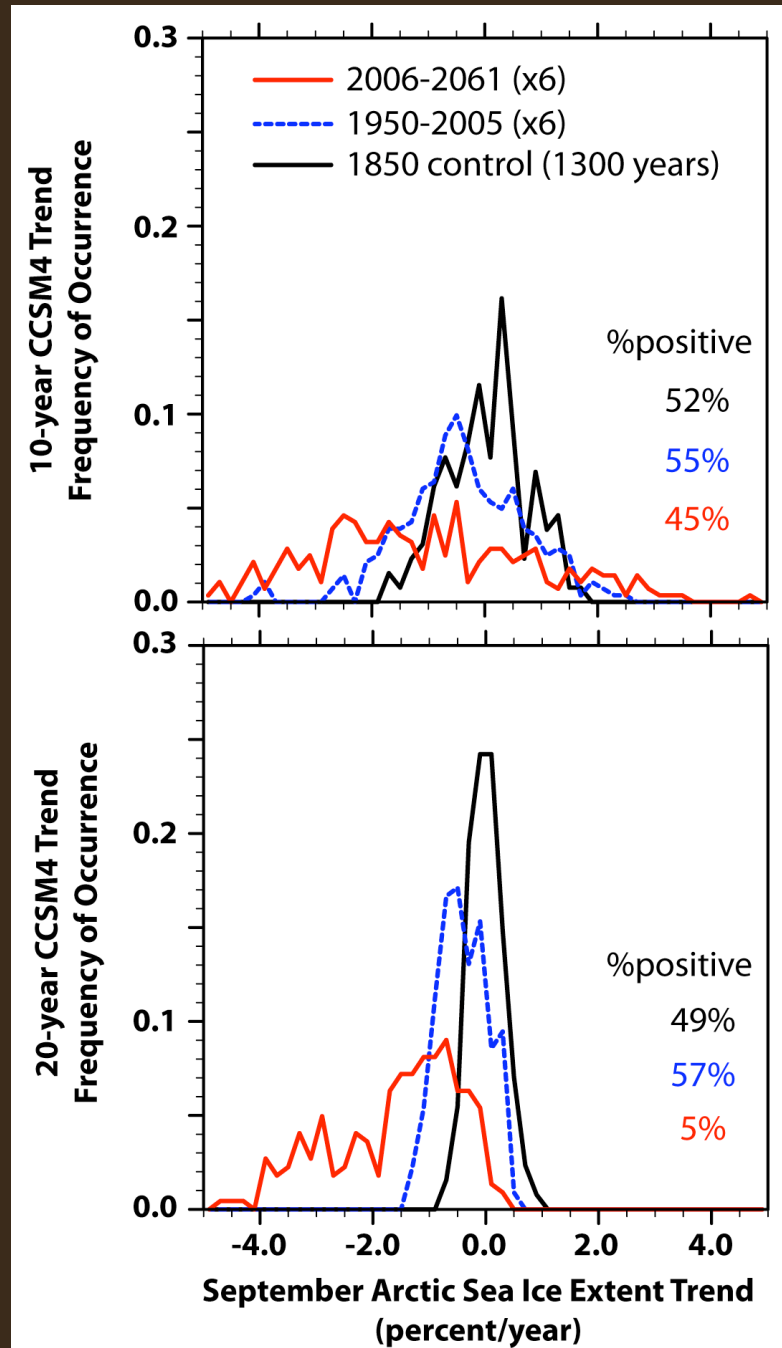 0.3
2006-2061 (x6)
1950-2005 (x6)
1850 control (1300 years)
0.2
10-year CCSM4 Trend
Frequency of Occurrence
%positive
52%
0.1
55%
45%
0.0
0.3
0.2
20-year CCSM4 Trend
Frequency of Occurrence
%positive
0.1
49%
57%
5%
0.0
-4.0 -2.0 0.0 2.0 4.0
September Arctic Sea Ice Extent Trend
(percent/year)